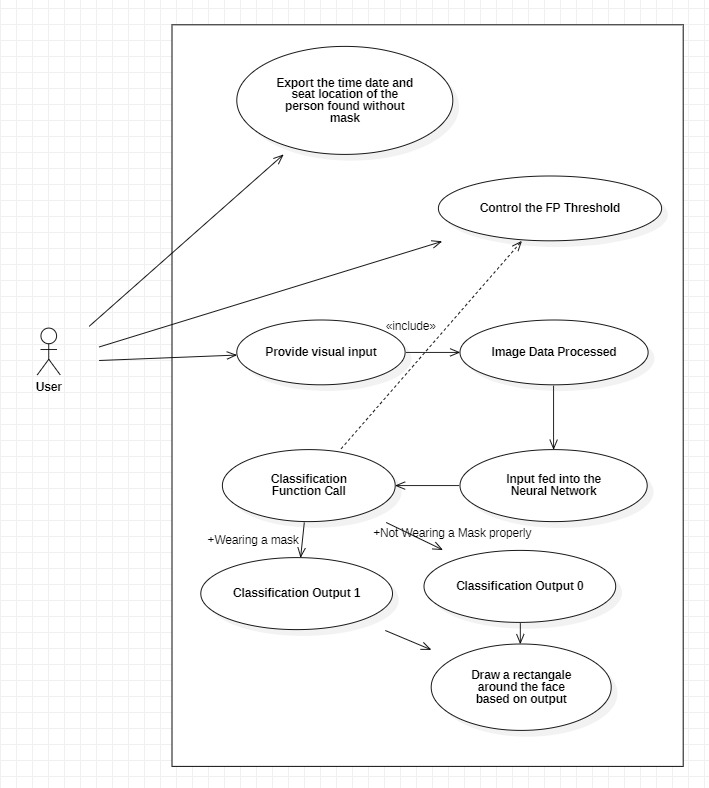 Export the time date and
seat location of the
person found without
mask
Control the FP Threshold
«include»
User
Provide visual input
Image Data Processed
Classification
Function Call
Input fed into the
Neural Network
+Wearing a mask
+Not Wearing a Mask properly
Classification Output 1
Classification Output 0
Draw a rectangale
around the face
based on output